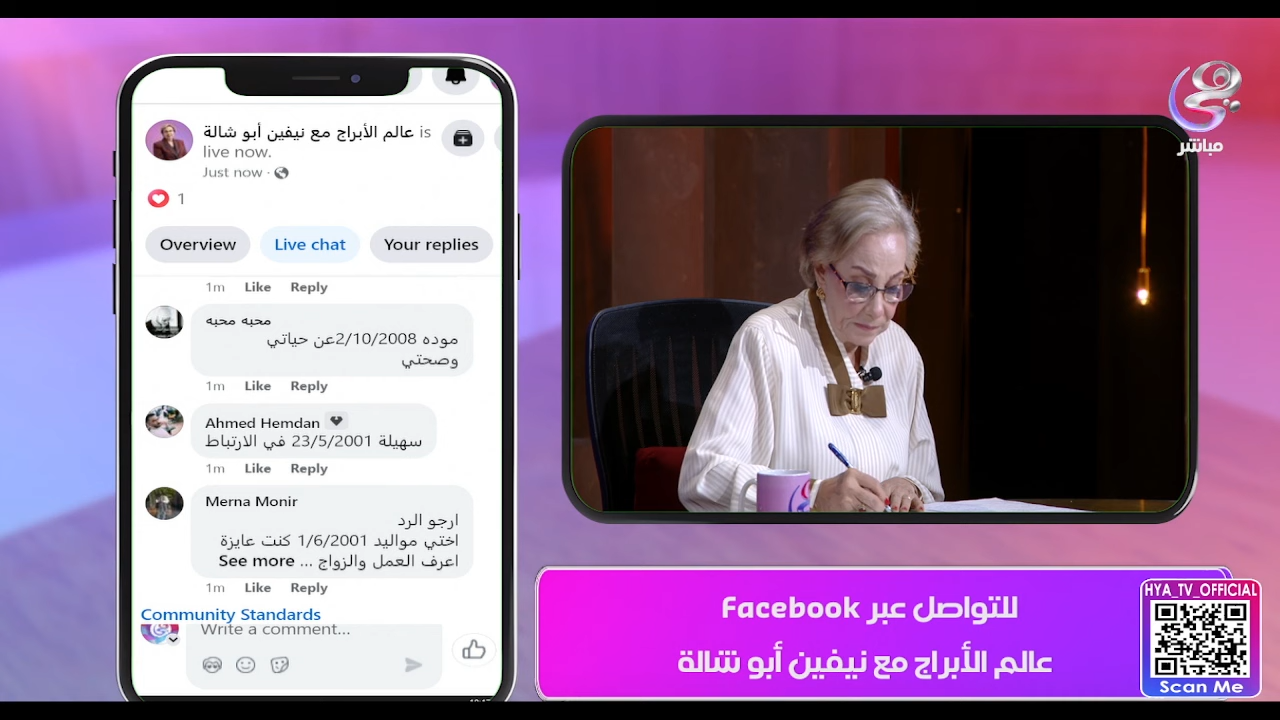 عالم الأبراج مع نيفين أبو شالة is
live now.
Just now
1
Overview
Live chat
Your replies
1m Like Reply
محبه محبه
موده 2/10/2008عن حياتي
وصحتي
1m Like Reply
Ahmed Hemdan
سهيلة 23/5/2001 في الارتباط
1m Like Reply
Merna Monir
ارجو الرد
اختي مواليد 1/6/2001 كنت عايزة
اعرف العمل والزواج ... See more
1m Like Reply
Community Standards
Write a comment...
مباشر
للتواصل عبر Facebook
عالم الأبراج مع نيفين أبو شالة
HYA_TV_OFFICIAL
Scan Me